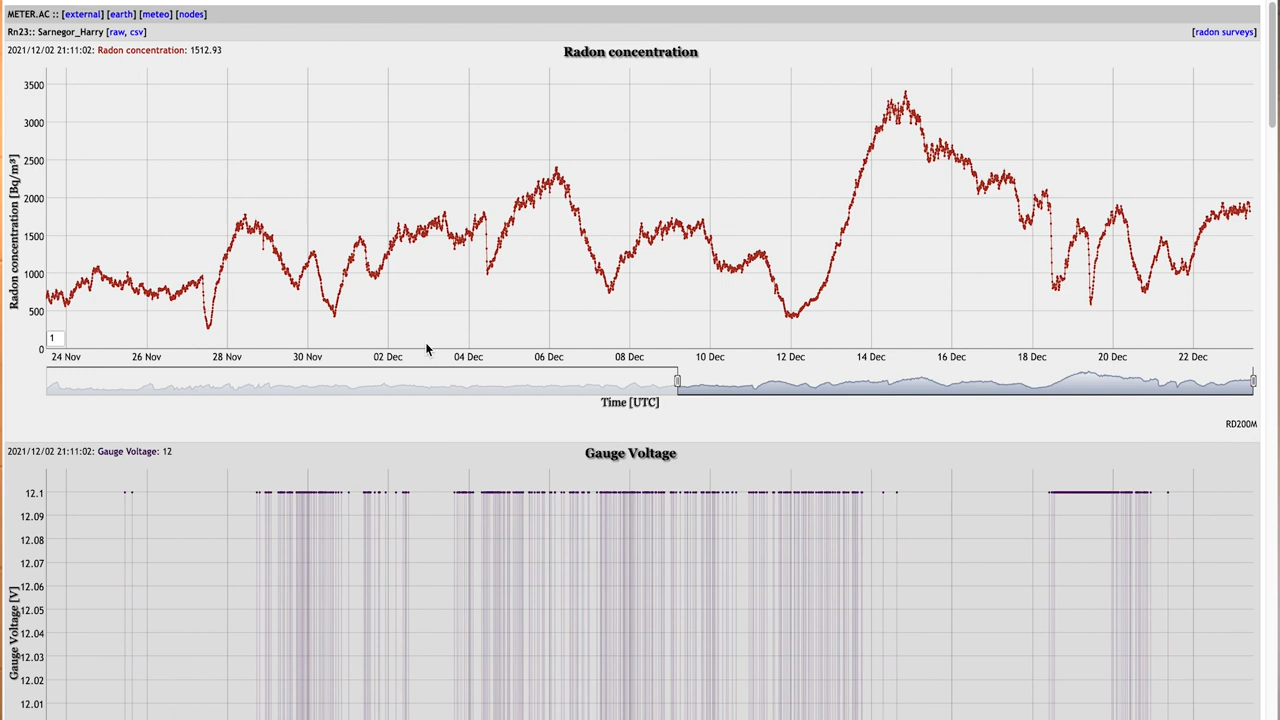 METER.AC :: [external] [earth] [meteo] [nodes]
Rn23:: Sarnegor_Harry [raw, csv]
[radon surveys]
2021/12/02 21:11:02: Radon concentration: 1512.93
Radon concentration
Radon concentration [Bq/m³]
3500
3000
2500
2000
1500
1000
500
0
1
24 Nov 26 Nov 28 Nov 30 Nov 02 Dec 04 Dec 06 Dec 08 Dec 10 Dec 12 Dec 14 Dec 16 Dec 18 Dec 20 Dec 22 Dec
Time [UTC]
RD200M
2021/12/02 21:11:02: Gauge Voltage: 12
Gauge Voltage
Gauge Voltage [V]
12.1
12.09
12.08
12.07
12.06
12.05
12.04
12.03
12.02
12.01